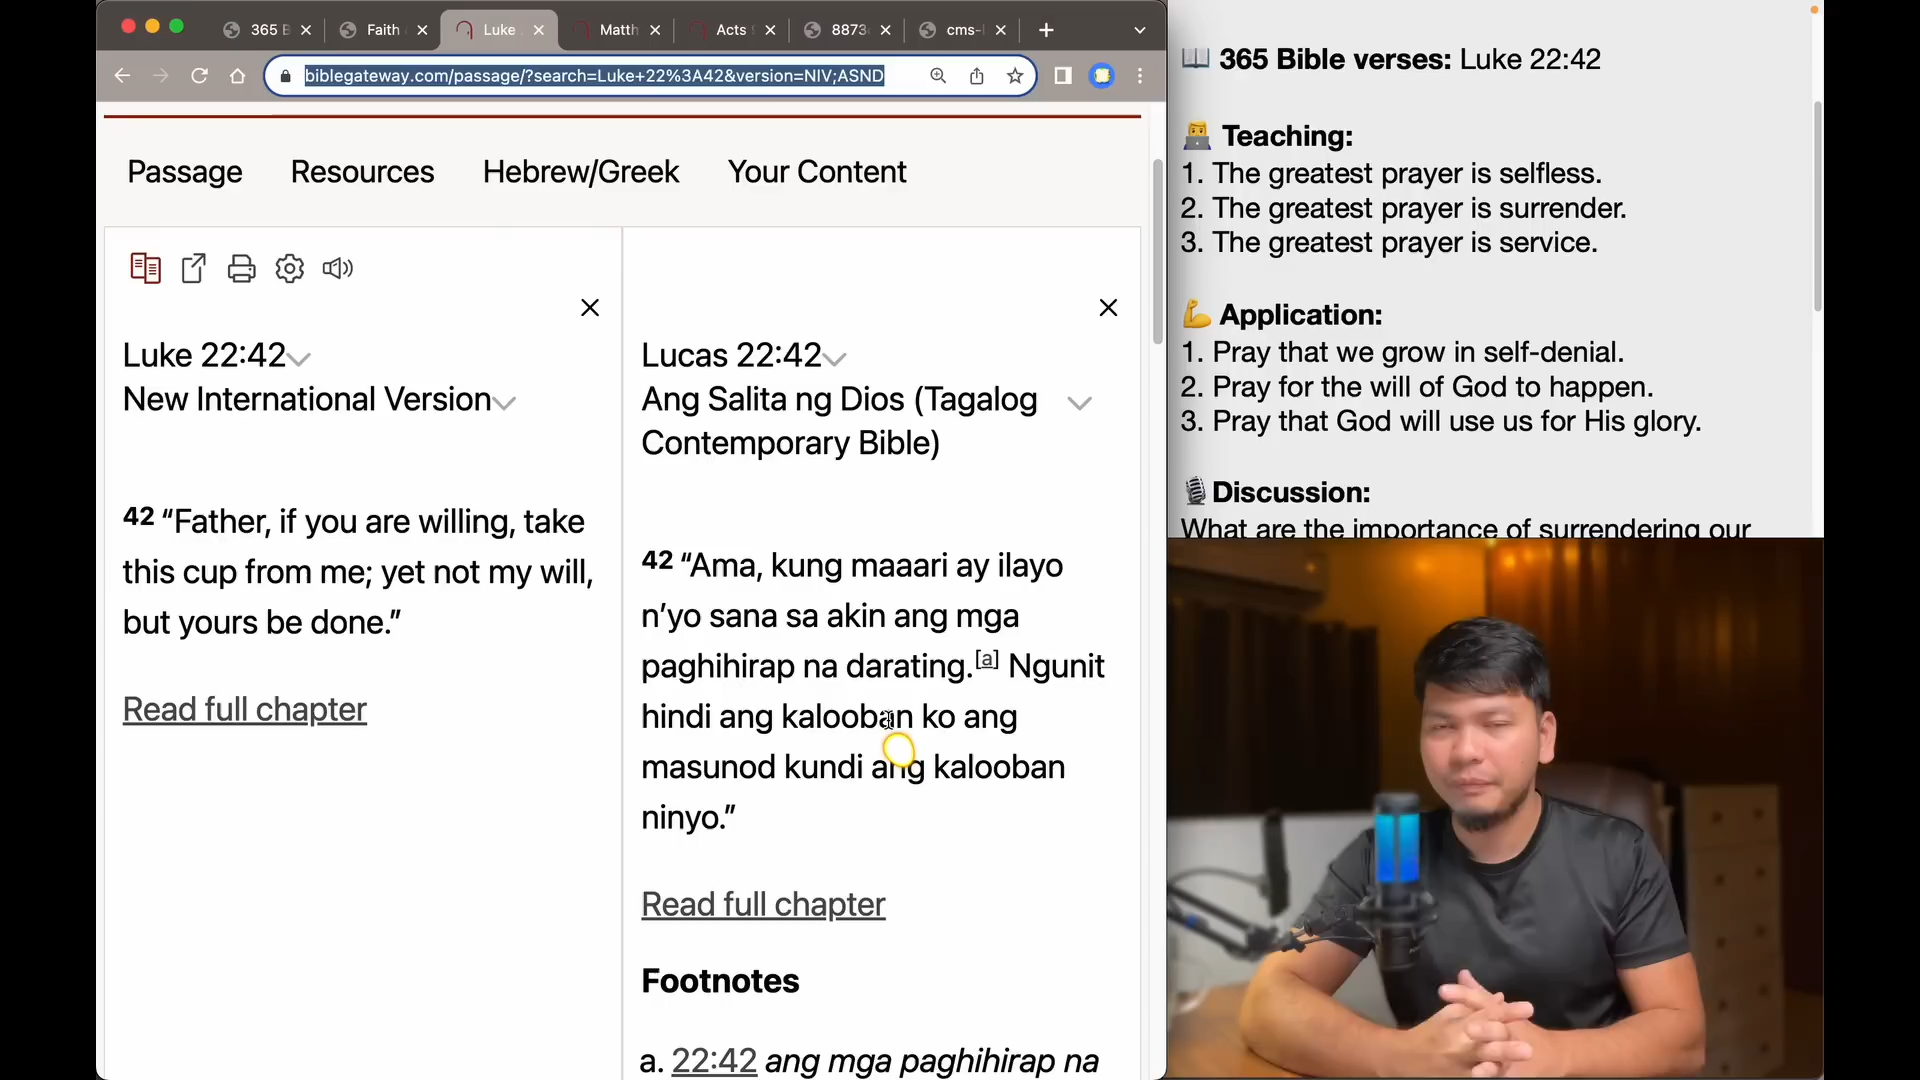 365 B
Faith
Luke
Matth
Acts
8873
cms-
biblegateway.com/passage/?search=Luke+22%3A42&version=NIV;ASND
Passage
Resources
Hebrew/Greek
Your Content
Luke 22:42
New International Version
42 “Father, if you are willing, take
this cup from me; yet not my will,
but yours be done.”
Read full chapter
Lucas 22:42
Ang Salita ng Dios (Tagalog
Contemporary Bible)
42 “Ama, kung maaari ay ilayo
n’yo sana sa akin ang mga
paghihirap na darating.[a] Ngunit
hindi ang kalooban ko ang
masunod kundi ang kalooban
ninyo.”
Read full chapter
Footnotes
a. 22:42 ang mga paghihirap na
365 Bible verses: Luke 22:42
Teaching:
1. The greatest prayer is selfless.
2. The greatest prayer is surrender.
3. The greatest prayer is service.
Application:
1. Pray that we grow in self-denial.
2. Pray for the will of God to happen.
3. Pray that God will use us for His glory.
Discussion:
What are the importance of surrendering our